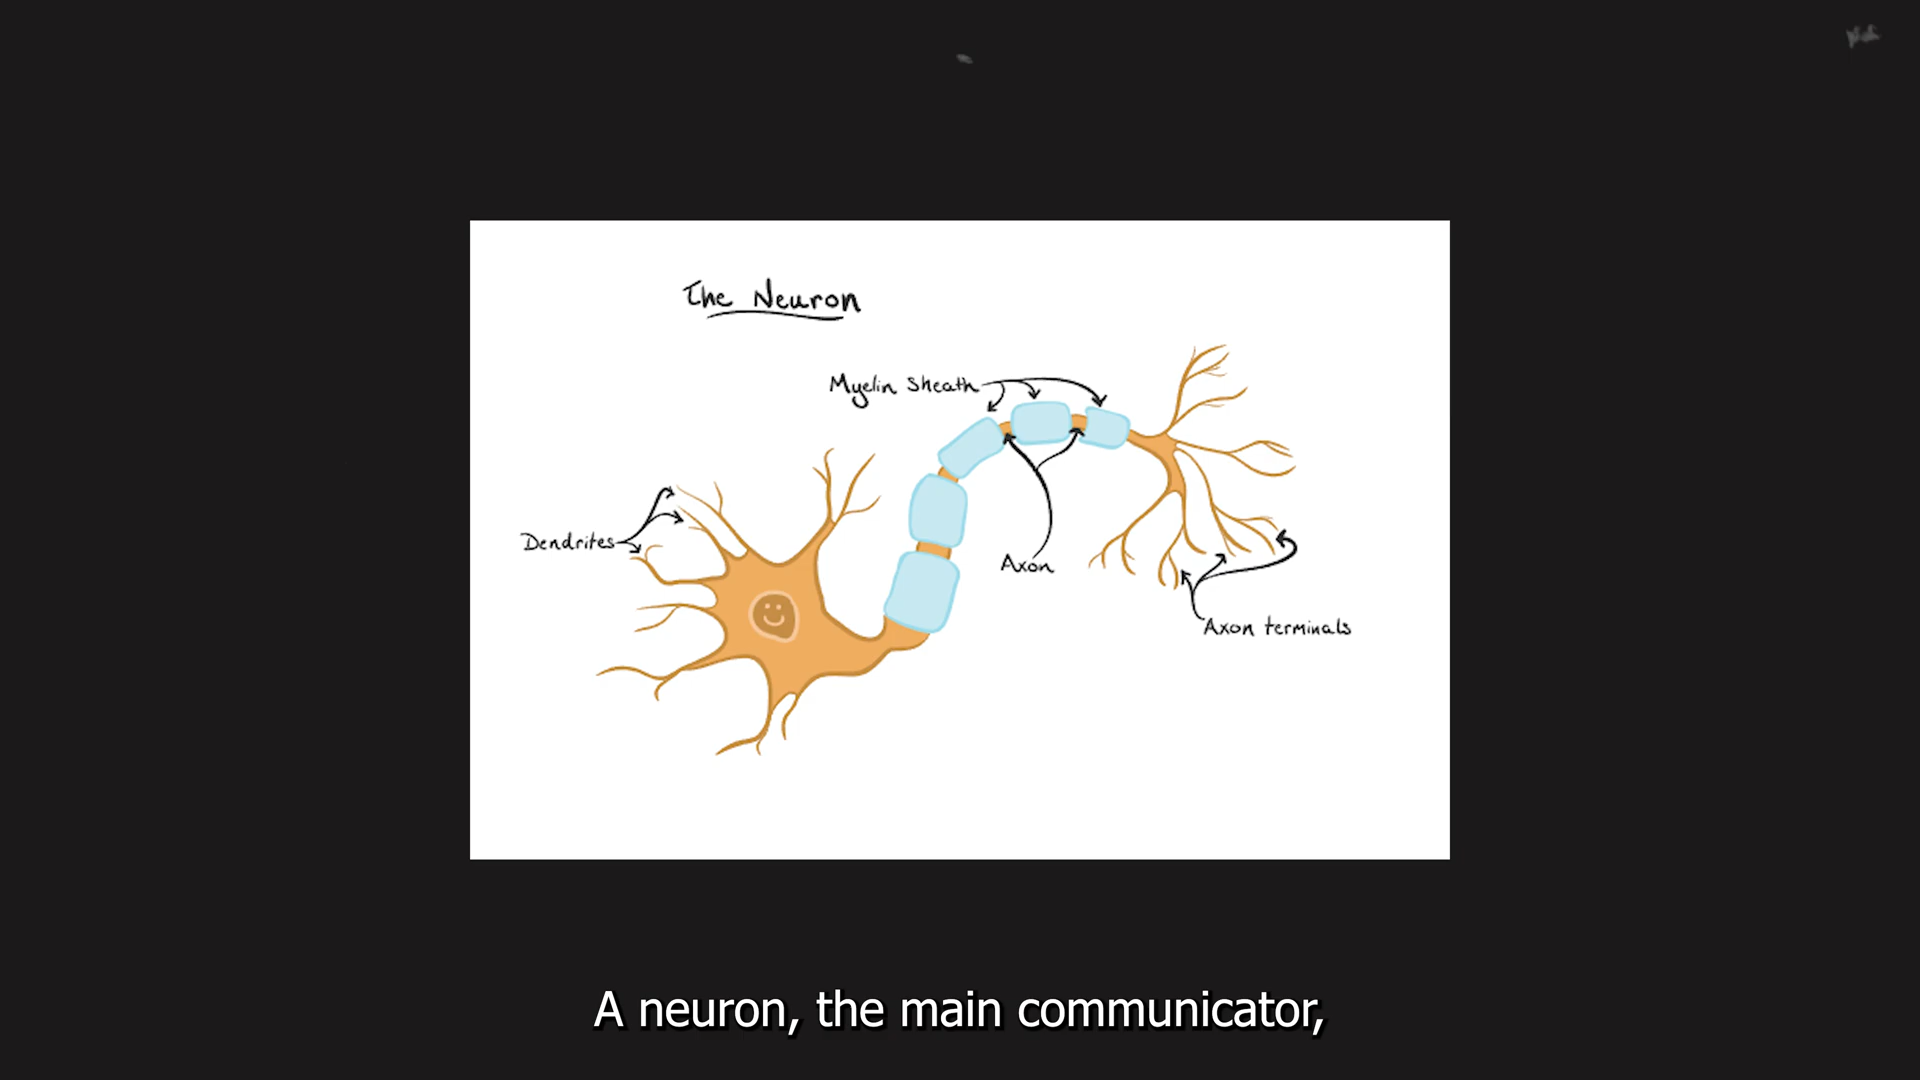 The Neuron
Myelin Sheath
Dendrites
Axon
Axon terminals
A neuron, the main communicator,